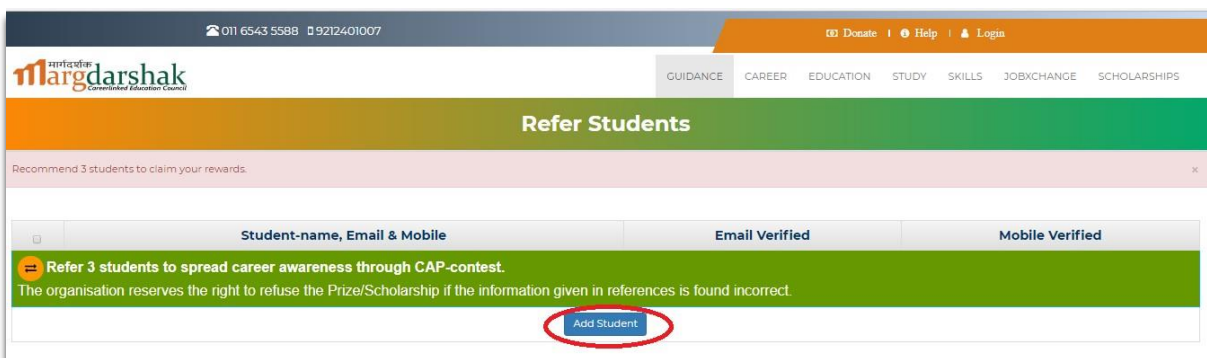 011 6543 5588 9212401007
Donate | Help | Login
मार्गदर्शक
margdarshak
Careerlinked Education Council
GUIDANCE CAREER EDUCATION STUDY SKILLS JOBXCHANGE SCHOLARSHIPS
Refer Students
Recommend 3 students to claim your rewards. ×
Student-name, Email & Mobile Email Verified Mobile Verified
Refer 3 students to spread career awareness through CAP-contest.
The organisation reserves the right to refuse the Prize/Scholarship if the information given in references is found incorrect.
Add Student